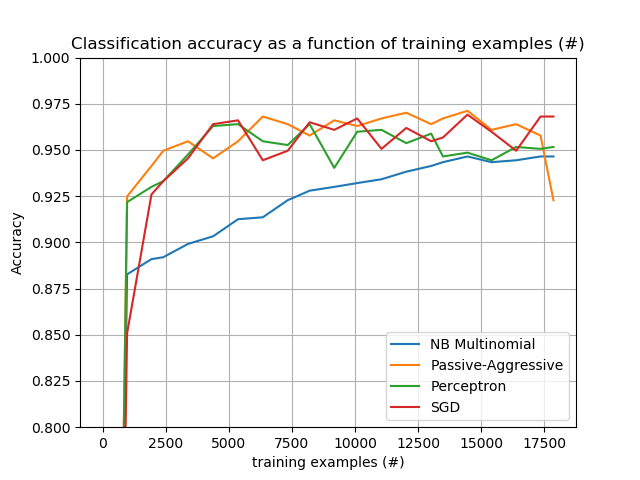 Classification accuracy as a function of training examples (#)
1.000
0.975
0.950
0.925
0.900
0.875
0.850
0.825
0.800
Accuracy
NB Multinomial
Passive-Aggressive
Perceptron
SGD
0 2500 5000 7500 10000 12500 15000 17500
training examples (#)